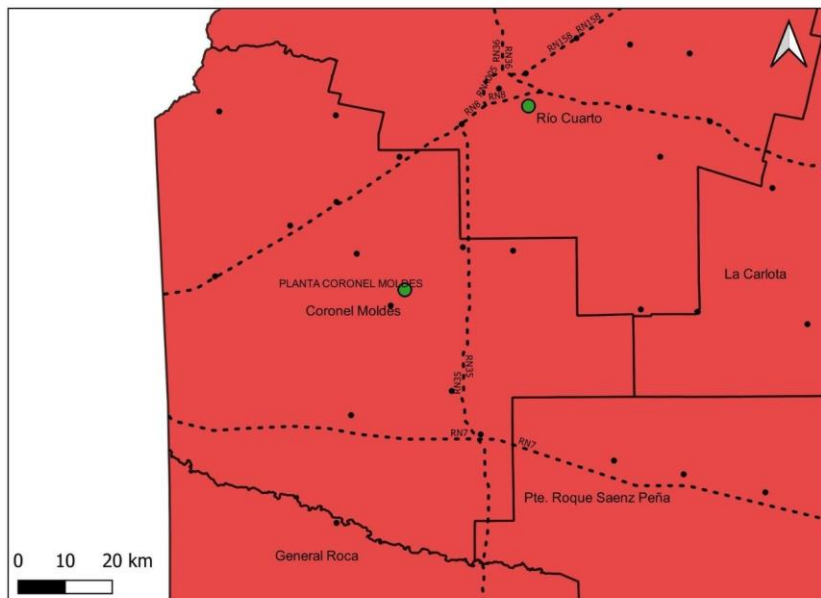 RN158
RN158
RN36
RN36
RNA005
RN8
RN8
Río Cuarto
La Carlota
PLANTA CORONEL MOLDES
Coronel Moldes
RN35
RN35
RN7
RN7
Pte. Roque Saenz Peña
General Roca
0 10 20 km